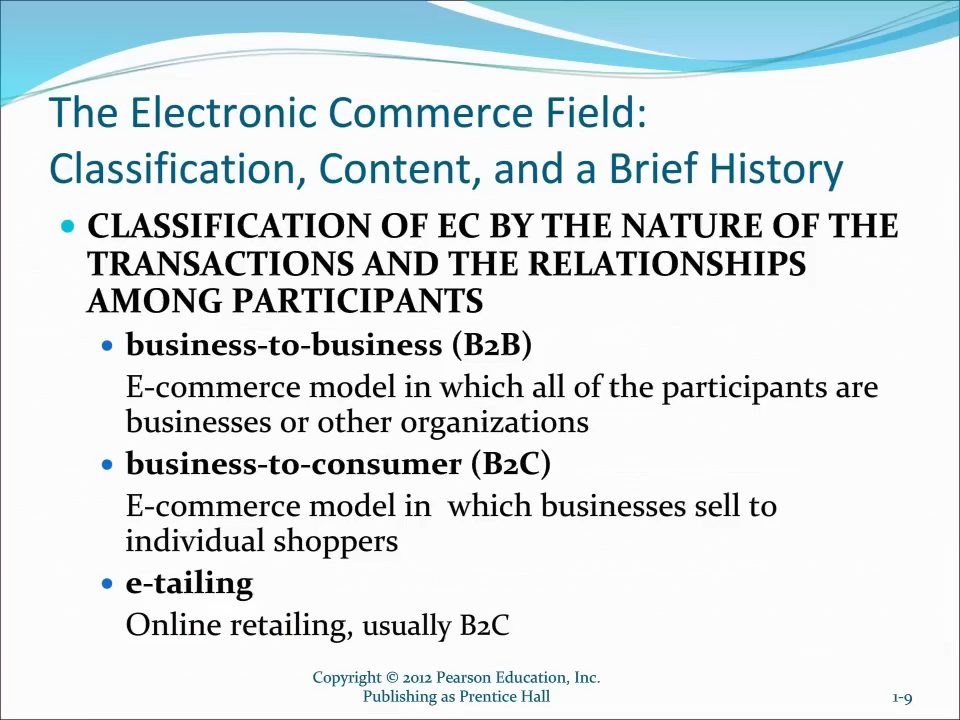 The Electronic Commerce Field:
Classification, Content, and a Brief History
• CLASSIFICATION OF EC BY THE NATURE OF THE
TRANSACTIONS AND THE RELATIONSHIPS
AMONG PARTICIPANTS
• business-to-business (B2B)
E-commerce model in which all of the participants are
businesses or other organizations
• business-to-consumer (B2C)
E-commerce model in  which businesses sell to
individual shoppers
• e-tailing
Online retailing, usually B2C
Copyright © 2012 Pearson Education, Inc.
Publishing as Prentice Hall
1-9